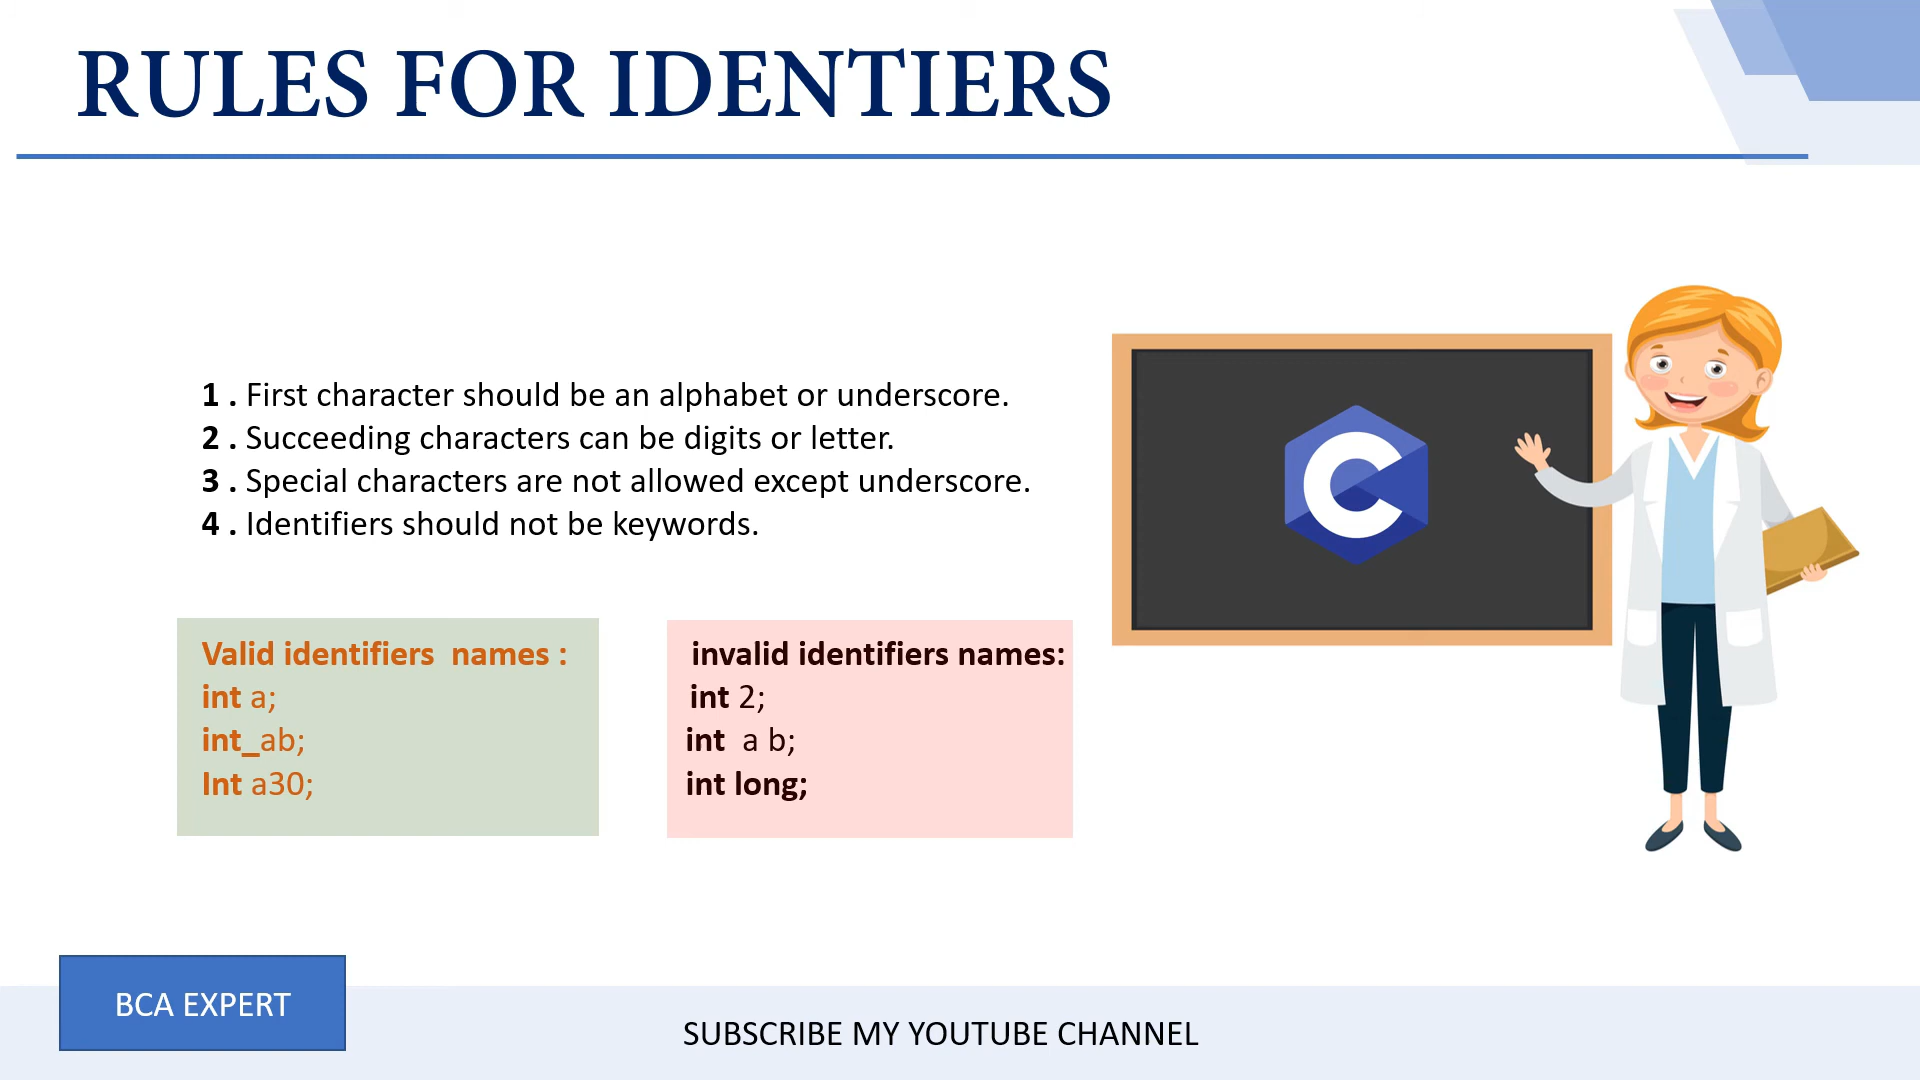 RULES FOR IDENTIERS
1 . First character should be an alphabet or underscore.
2 . Succeeding characters can be digits or letter.
3 . Special characters are not allowed except underscore.
4 . Identifiers should not be keywords.
Valid identifiers  names :
int a;
int_ab;
Int a30;
invalid identifiers names:
int 2;
int  a b;
int long;
BCA EXPERT
SUBSCRIBE MY YOUTUBE CHANNEL